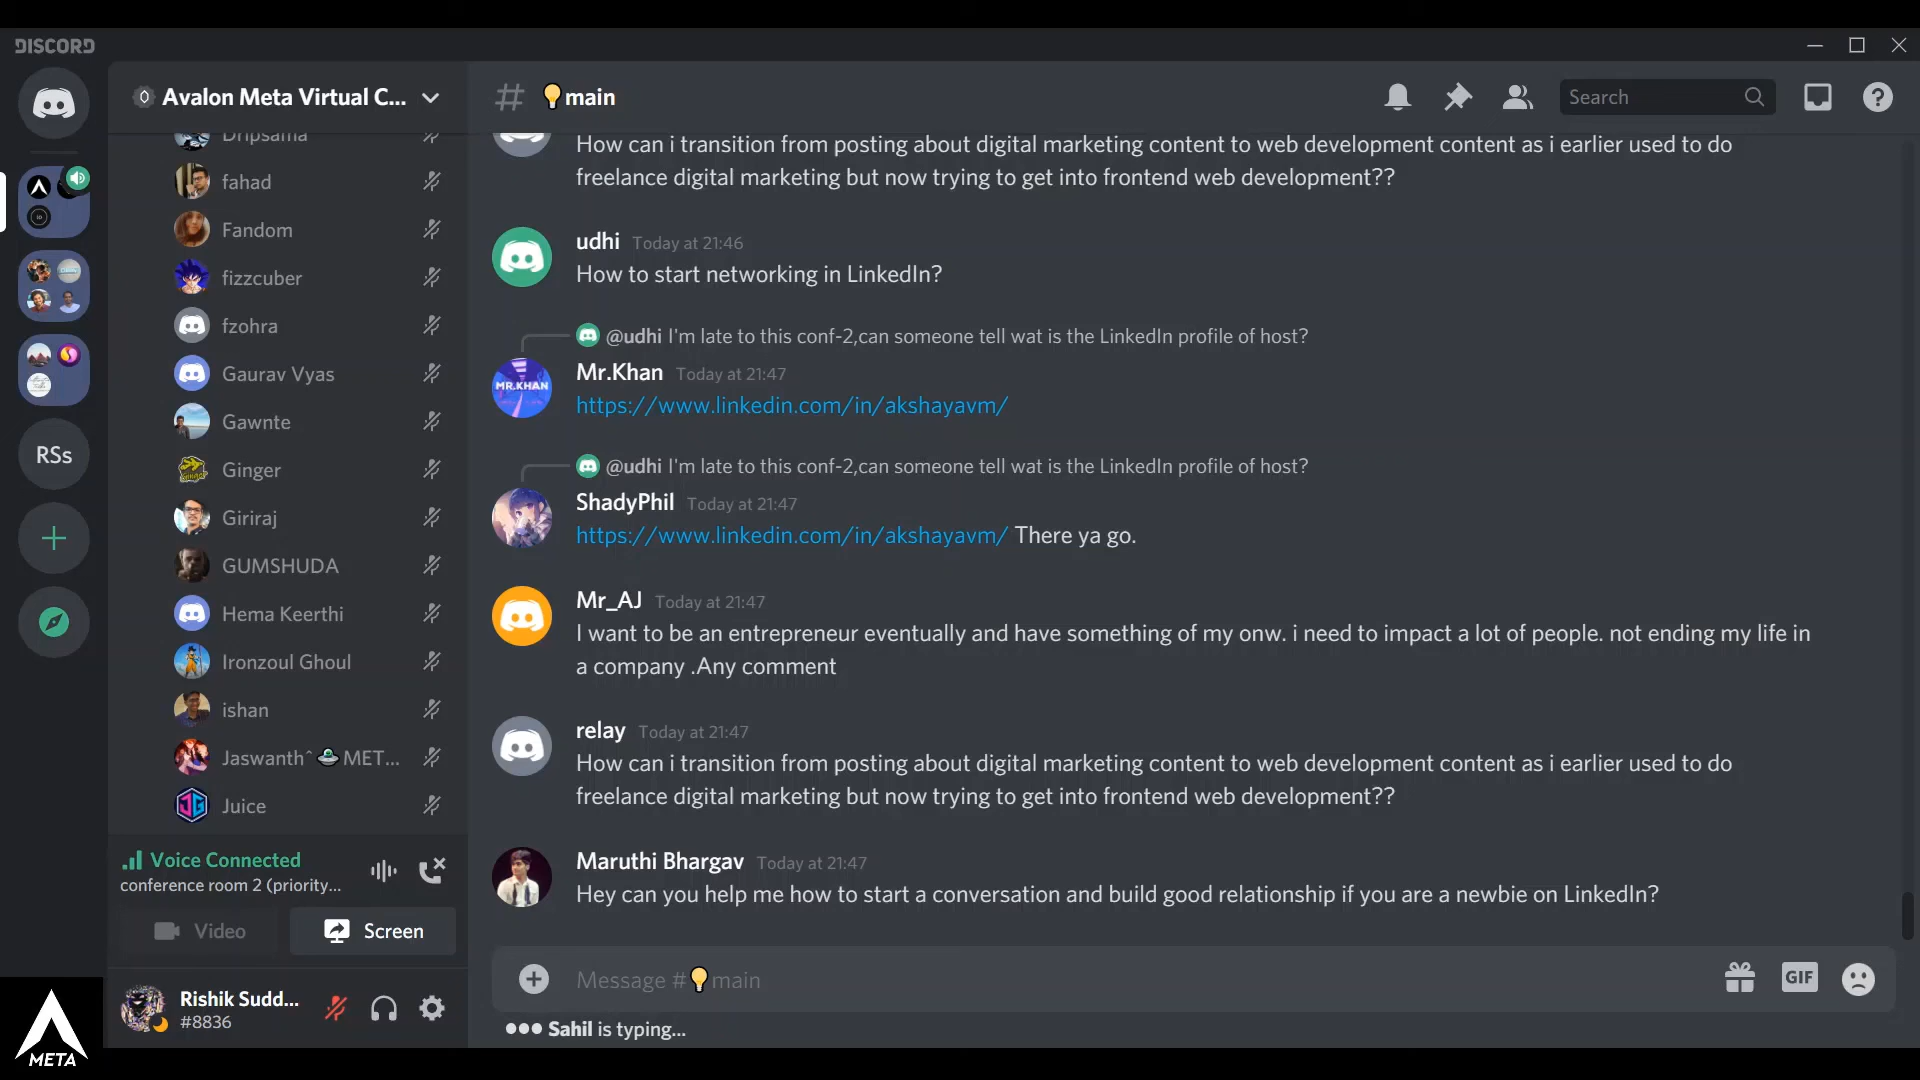 DISCORD
Avalon Meta Virtual C...
# 💡main
Search
Dripsama
fahad
Fandom
fizzcuber
fzohra
Gaurav Vyas
Gawnte
Ginger
Giriraj
GUMSHUDA
Hema Keerthi
Ironzoul Ghoul
ishan
Jaswanthˆ🛸MET...
Juice
RSs
Voice Connected
conference room 2 (priority...
Video
Screen
Rishik Sudd...
#8836
META
How can i transition from posting about digital marketing content to web development content as i earlier used to do
freelance digital marketing but now trying to get into frontend web development??
udhi Today at 21:46
How to start networking in LinkedIn?
@udhi I'm late to this conf-2,can someone tell wat is the LinkedIn profile of host?
Mr.Khan Today at 21:47
MR.KHAN
https://www.linkedin.com/in/akshayavm/
@udhi I'm late to this conf-2,can someone tell wat is the LinkedIn profile of host?
ShadyPhil Today at 21:47
https://www.linkedin.com/in/akshayavm/ There ya go.
Mr_AJ Today at 21:47
I want to be an entrepreneur eventually and have something of my onw. i need to impact a lot of people. not ending my life in
a company .Any comment
relay Today at 21:47
How can i transition from posting about digital marketing content to web development content as i earlier used to do
freelance digital marketing but now trying to get into frontend web development??
Maruthi Bhargav Today at 21:47
Hey can you help me how to start a conversation and build good relationship if you are a newbie on LinkedIn?
Message #💡main
GIF
Sahil is typing...